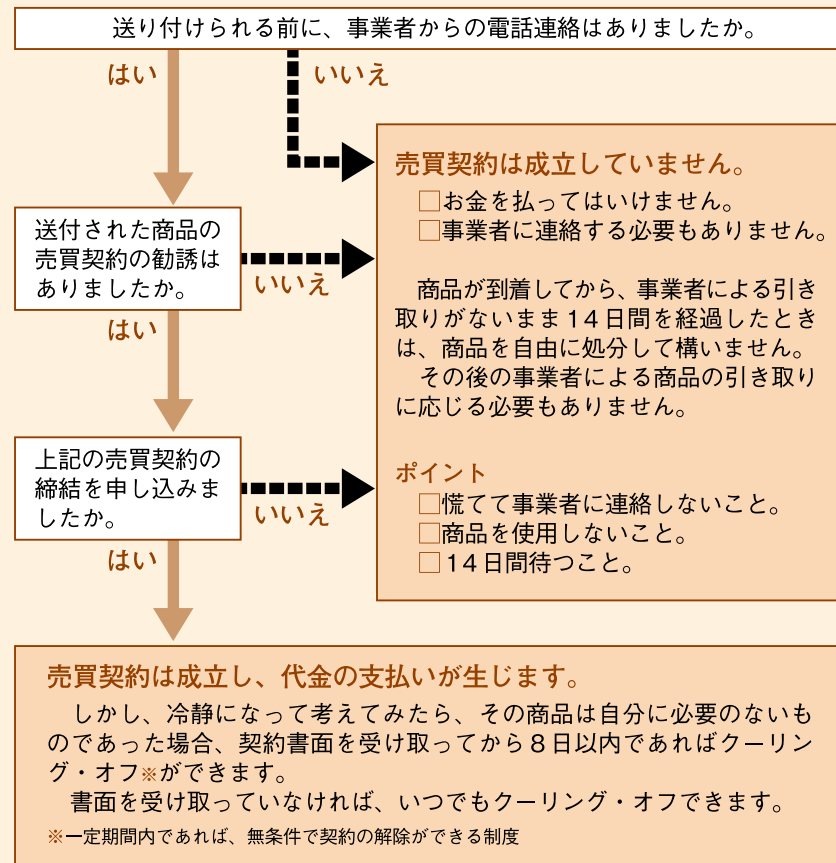 送り付けられる前に、事業者からの電話連絡はありましたか。
はい
いいえ
送付された商品の
売買契約の勧誘は
ありましたか。
いいえ
はい
上記の売買契約の
締結を申し込みま
したか。
いいえ
はい
売買契約は成立していません。
□お金を払ってはいけません。
□事業者に連絡する必要もありません。
商品が到着してから、事業者による引き
取りがないまま14日間を経過したとき
は、商品を自由に処分して構いません。
その後の事業者による商品の引き取り
に応じる必要もありません。
ポイント
□慌てて事業者に連絡しないこと。
□商品を使用しないこと。
□14日間待つこと。
売買契約は成立し、代金の支払いが生じます。
しかし、冷静になって考えてみたら、その商品は自分に必要のないも
のであった場合、契約書面を受け取ってから8日以内であればクーリン
グ・オフ※ができます。
書面を受け取っていなければ、いつでもクーリング・オフできます。
※一定期間内であれば、無条件で契約の解除ができる制度